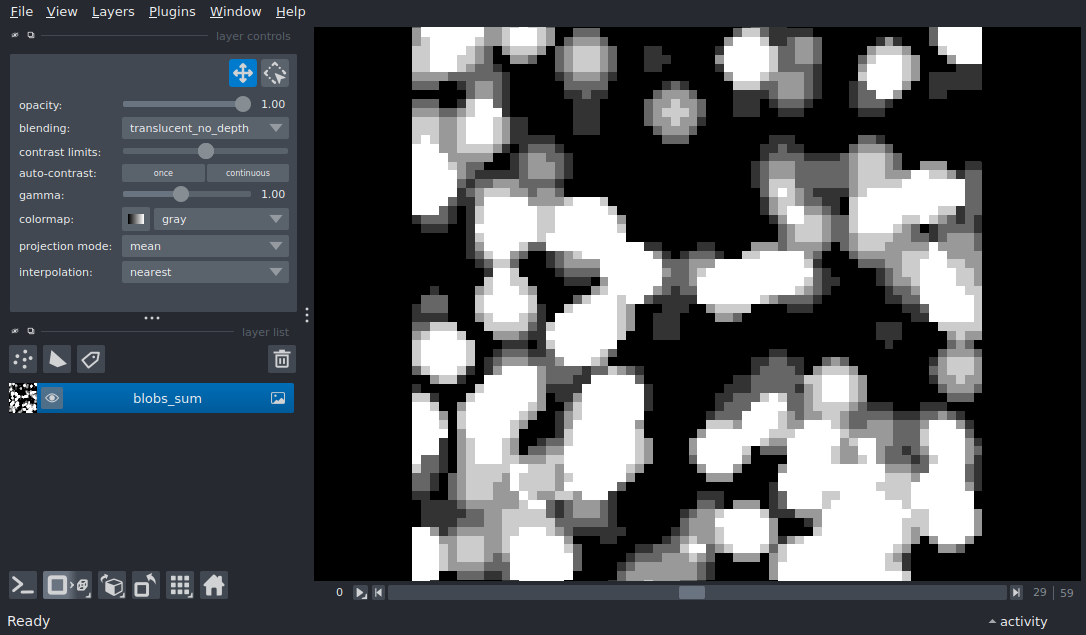 File View Layers Plugins Window Help
layer controls
opacity: 1.00
blending: translucent_no_depth
contrast limits:
auto-contrast: once continuous
gamma: 1.00
colormap: gray
projection mode: mean
interpolation: nearest
layer list
blobs_sum
0 29 59
Ready activity